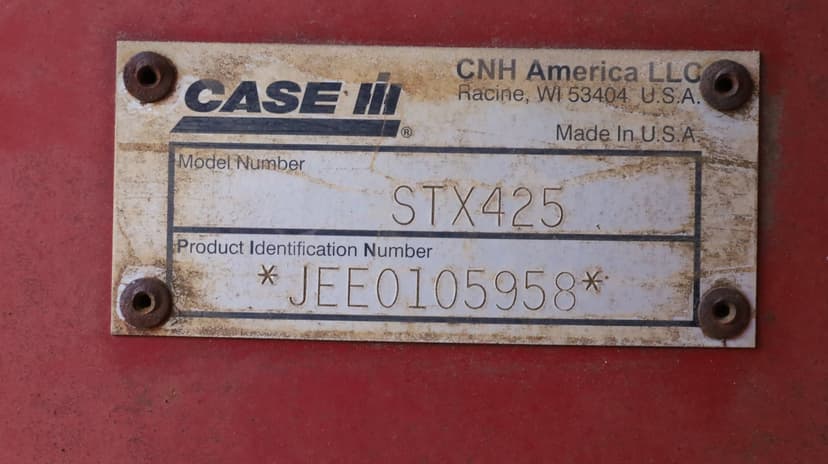 CASE IH®
CNH America LLC
Racine, WI 53404 U.S.A.
Made In U.S.A.
Model Number
STX425
Product Identification Number
*JEE0105958*